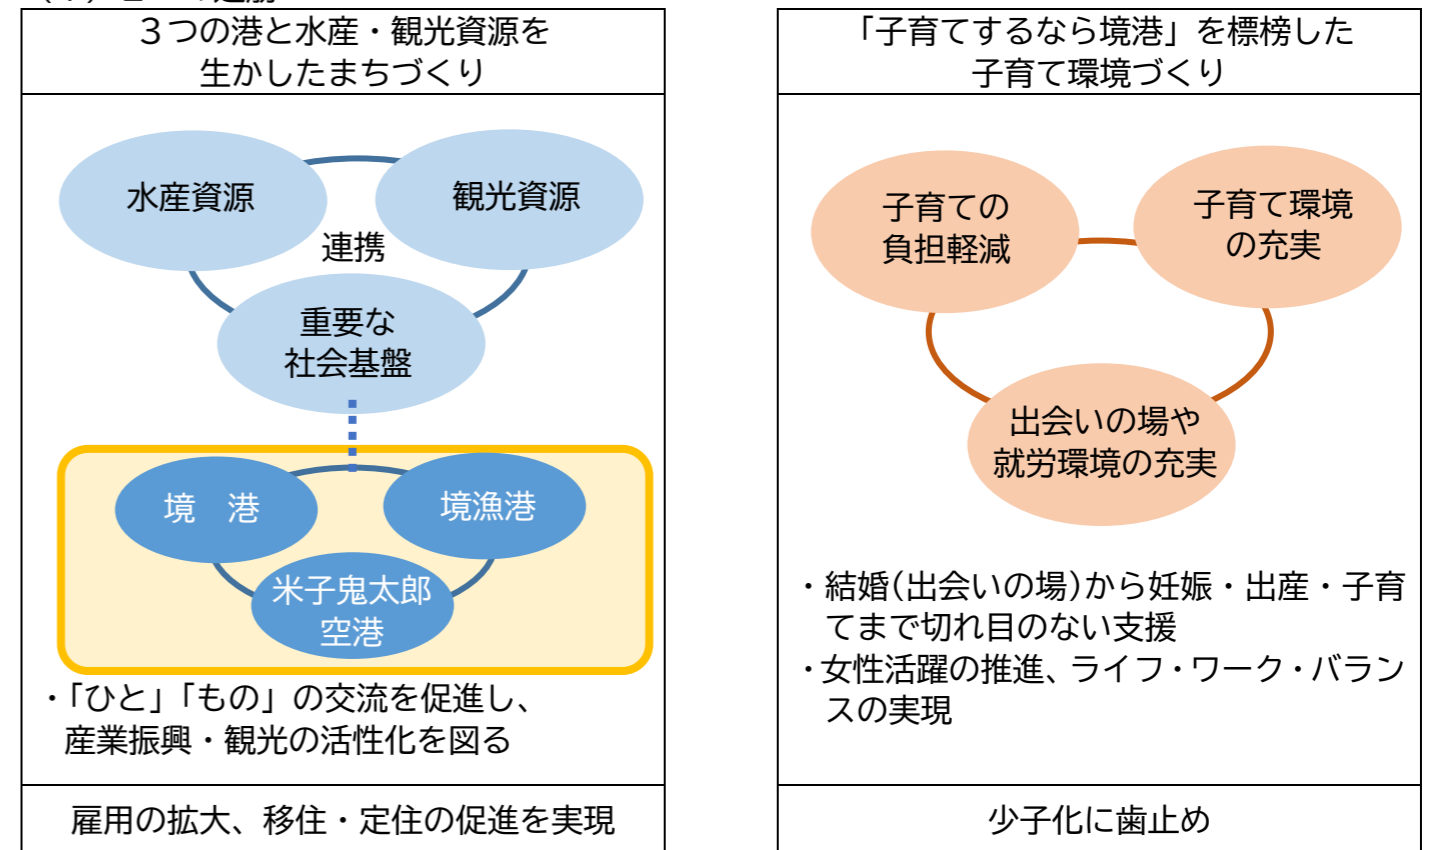 ３つの港と水産・観光資源を
生かしたまちづくり
水産資源
観光資源
連携
重要な
社会基盤
境　港
境漁港
米子鬼太郎
空港
・「ひと」「もの」の交流を促進し、
産業振興・観光の活性化を図る
雇用の拡大、移住・定住の促進を実現
「子育てするなら境港」を標榜した
子育て環境づくり
子育ての
負担軽減
子育て環境
の充実
出会いの場や
就労環境の充実
・結婚(出会いの場)から妊娠・出産・子育
てまで切れ目のない支援
・女性活躍の推進、ライフ・ワーク・バラン
スの実現
少子化に歯止め